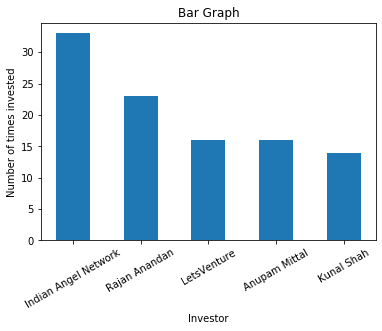 Bar Graph
Number of times invested
30
25
20
15
10
5
0
Indian Angel Network
Rajan Anandan
LetsVenture
Anupam Mittal
Kunal Shah
Investor